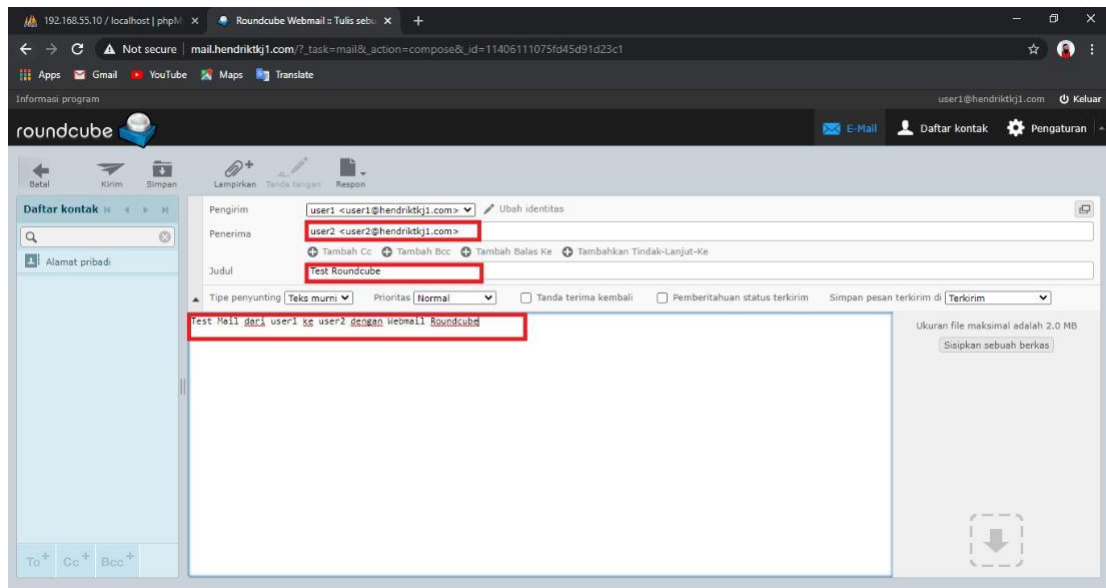 192.168.55.10 / localhost | phpM
Roundcube Webmail :: Tulis sebu
Not secure | mail.hendriktkj1.com/?_task=mail&_action=compose&_id=11406111075fd45d91d23c1
Apps Gmail YouTube Maps Translate
Informasi program user1@hendriktkj1.com Keluar
roundcube E-Mail Daftar kontak Pengaturan
Batal Kirim Simpan Lampirkan Tanda tangan Respon
Daftar kontak
Pengirim user1 <user1@hendriktkj1.com> Ubah identitas
Penerima user2 <user2@hendriktkj1.com>
Tambah Cc Tambah Bcc Tambah Balas Ke Tambahkan Tindak-Lanjut-Ke
Alamat pribadi
Judul Test Roundcube
Tipe penyunting Teks murni Prioritas Normal Tanda terima kembali Pemberitahuan status terkirim Simpan pesan terkirim di Terkirim
Test Mail dari user1 ke user2 dengan Webmail Roundcube
Ukuran file maksimal adalah 2.0 MB
Sisipkan sebuah berkas
To+ Cc+ Bcc+